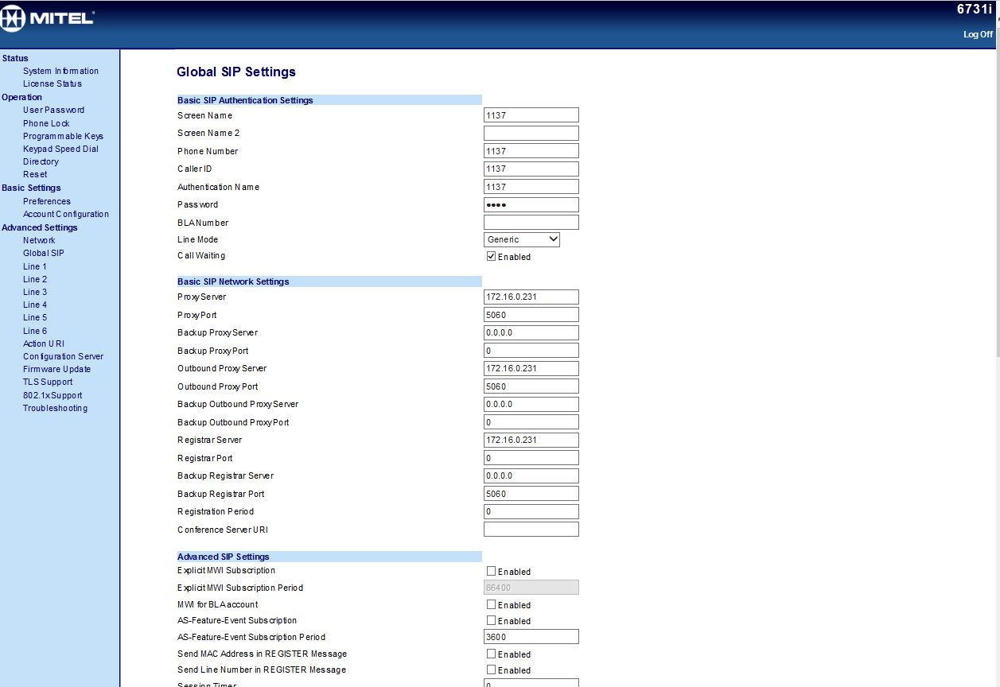 MITEL®
6731i
Log Off
Status
System Information
License Status
Operation
User Password
Phone Lock
Programmable Keys
Keypad Speed Dial
Directory
Reset
Basic Settings
Preferences
Account Configuration
Advanced Settings
Network
Global SIP
Line 1
Line 2
Line 3
Line 4
Line 5
Line 6
Action URI
Configuration Server
Firmware Update
TLS Support
802.1x Support
Troubleshooting
Global SIP Settings
Basic SIP Authentication Settings
Screen Name 1137
Screen Name 2
Phone Number 1137
Caller ID 1137
Authentication Name 1137
Password ••••
BLA Number
Line Mode Generic
Call Waiting Enabled
Basic SIP Network Settings
Proxy Server 172.16.0.231
Proxy Port 5060
Backup Proxy Server 0.0.0.0
Backup Proxy Port 0
Outbound Proxy Server 172.16.0.231
Outbound Proxy Port 5060
Backup Outbound Proxy Server 0.0.0.0
Backup Outbound Proxy Port 0
Registrar Server 172.16.0.231
Registrar Port 0
Backup Registrar Server 0.0.0.0
Backup Registrar Port 5060
Registration Period 0
Conference Server URI
Advanced SIP Settings
Explicit MWI Subscription Enabled
Explicit MWI Subscription Period 86400
MWI for BLA account Enabled
AS-Feature-Event Subscription Enabled
AS-Feature-Event Subscription Period 3600
Send MAC Address in REGISTER Message Enabled
Send Line Number in REGISTER Message Enabled
Session Timer 0